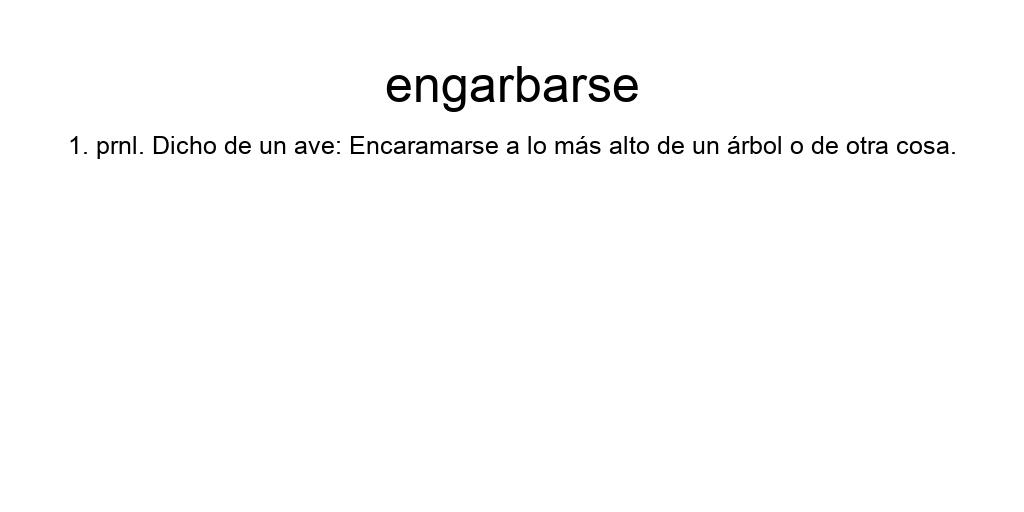 engarbarse
1. prnl. Dicho de un ave: Encaramarse a lo más alto de un árbol o de otra cosa.